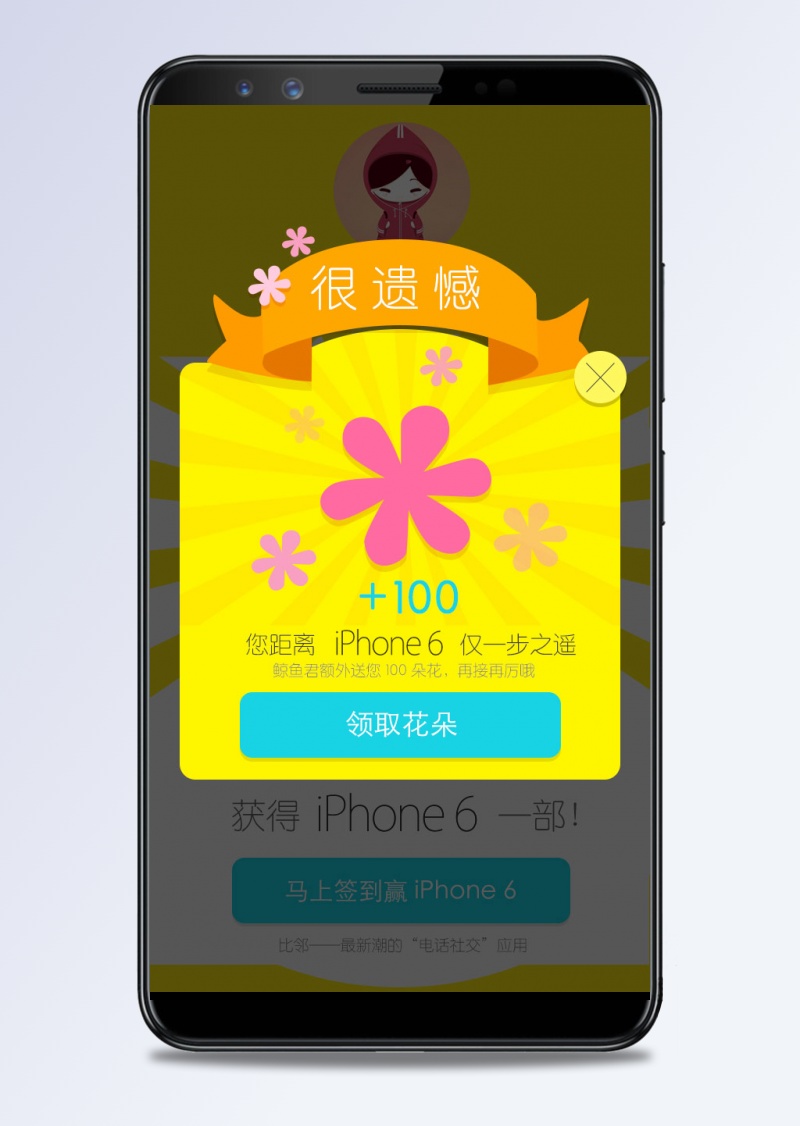 很遗憾
+100
您距离 iPhone 6 仅一步之遥
鲸鱼君额外送您 100 朵花，再接再厉哦
领取花朵
获得 iPhone 6 一部！
马上签到赢 iPhone 6
比邻——最新潮的“电话社交”应用